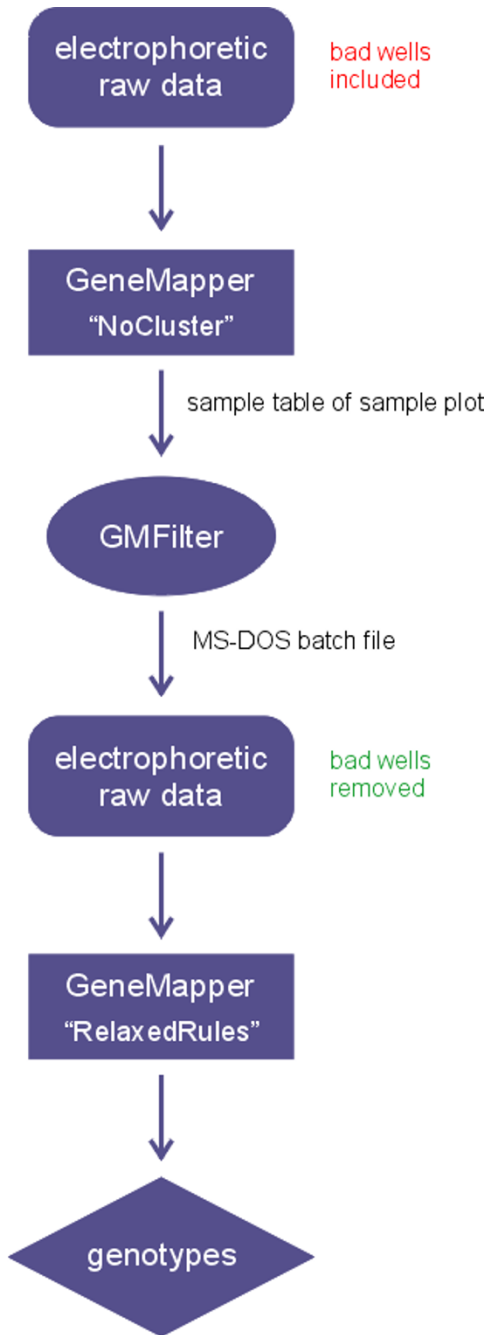 electrophoretic
raw data
bad wells
included
GeneMapper
“NoCluster”
sample table of sample plot
GMFilter
MS-DOS batch file
electrophoretic
raw data
bad wells
removed
GeneMapper
“RelaxedRules”
genotypes